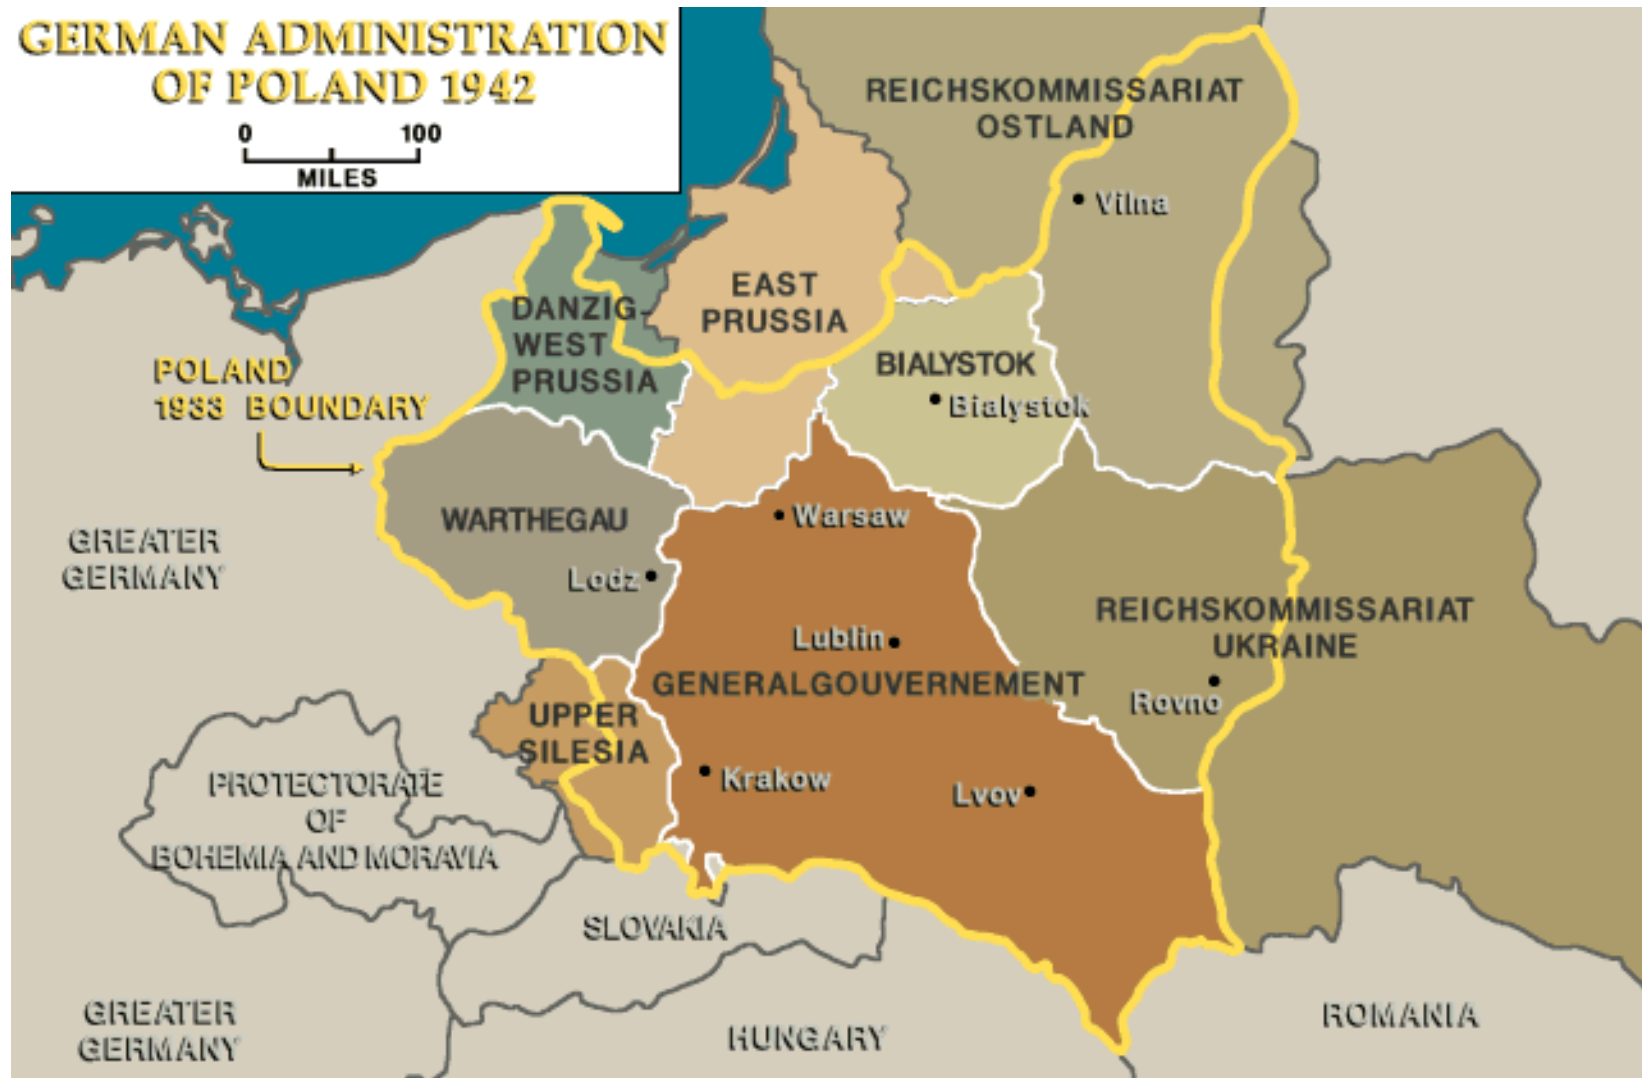 GERMAN ADMINISTRATION
OF POLAND 1942
0 100
MILES
REICHSKOMMISSARIAT
OSTLAND
Vilna
EAST
PRUSSIA
DANZIG-
WEST
PRUSSIA
POLAND
1933 BOUNDARY
BIALYSTOK
Bialystok
WARTHEGAU
Warsaw
GREATER
GERMANY
Lodz
REICHSKOMMISSARIAT
UKRAINE
Lublin
GENERALGOUVERNEMENT
Rovno
UPPER
SILESIA
Krakow
Lvov
PROTECTORATE
OF
BOHEMIA AND MORAVIA
SLOVAKIA
GREATER
GERMANY
HUNGARY
ROMANIA